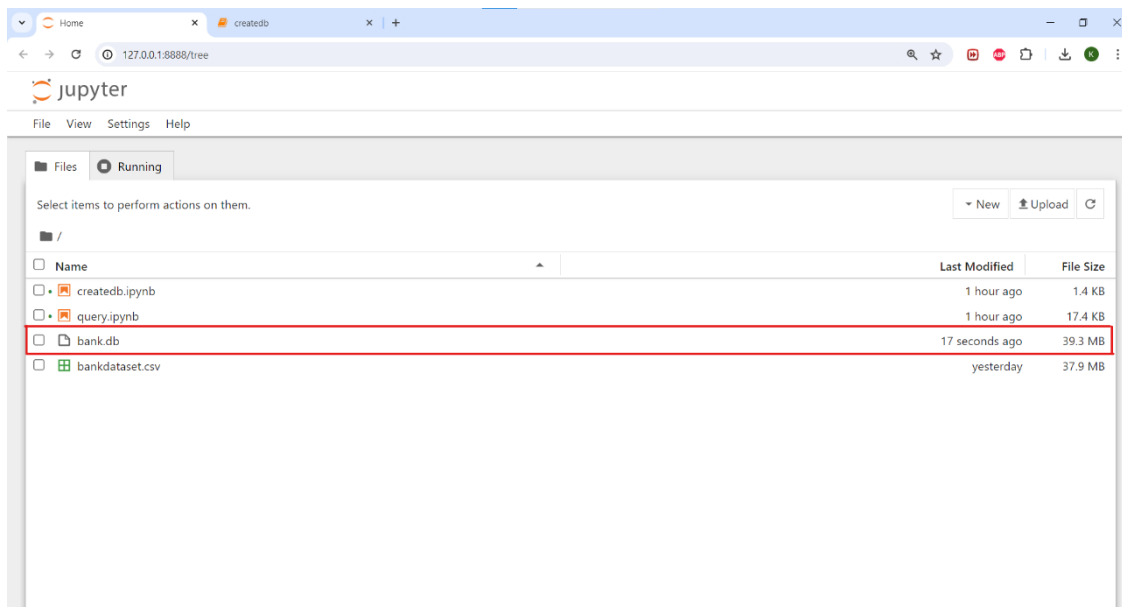 Home createdb
127.0.0.1:8888/tree ABP K
jupyter
File View Settings Help
Files Running
Select items to perform actions on them. New Upload
/
Name Last Modified File Size
createdb.ipynb 1 hour ago 1.4 KB
query.ipynb 1 hour ago 17.4 KB
bank.db 17 seconds ago 39.3 MB
bankdataset.csv yesterday 37.9 MB